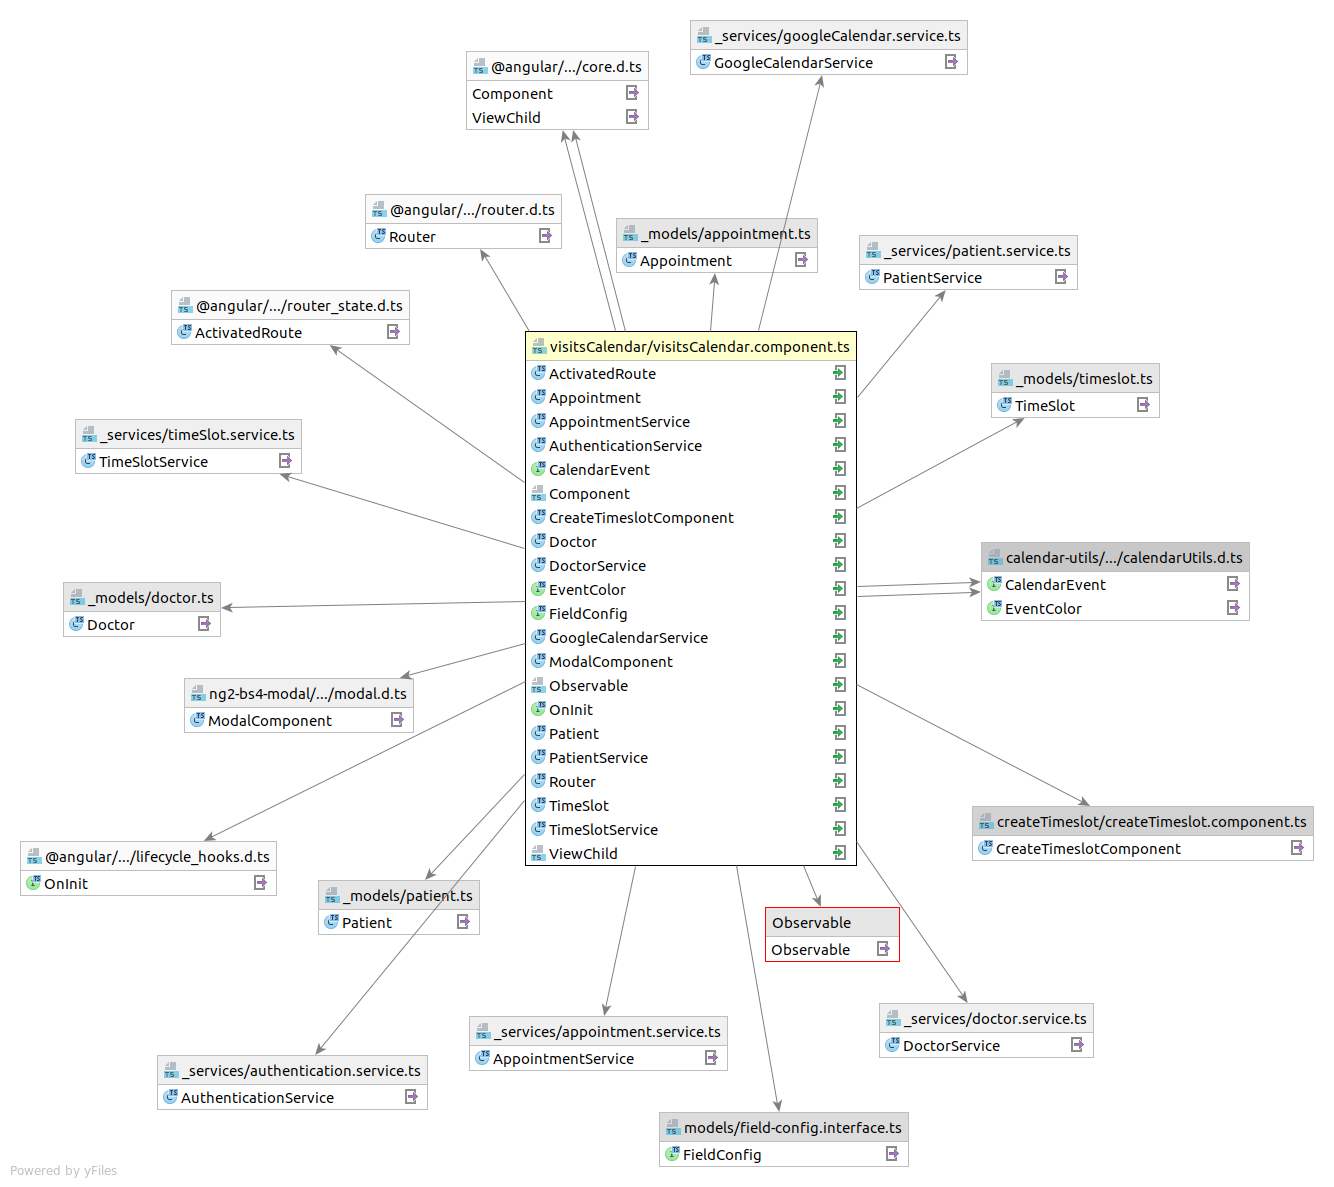 _services/googleCalendar.service.ts
GoogleCalendarService
@angular/.../core.d.ts
Component
ViewChild
@angular/.../router.d.ts
Router
_models/appointment.ts
Appointment
_services/patient.service.ts
PatientService
@angular/.../router_state.d.ts
ActivatedRoute
_models/timeslot.ts
TimeSlot
_services/timeSlot.service.ts
TimeSlotService
visitsCalendar/visitsCalendar.component.ts
ActivatedRoute
Appointment
AppointmentService
AuthenticationService
CalendarEvent
Component
CreateTimeslotComponent
Doctor
DoctorService
EventColor
FieldConfig
GoogleCalendarService
ModalComponent
Observable
OnInit
Patient
PatientService
Router
TimeSlot
TimeSlotService
ViewChild
calendar-utils/.../calendarUtils.d.ts
CalendarEvent
EventColor
_models/doctor.ts
Doctor
ng2-bs4-modal/.../modal.d.ts
ModalComponent
createTimeslot/createTimeslot.component.ts
CreateTimeslotComponent
@angular/.../lifecycle_hooks.d.ts
OnInit
_models/patient.ts
Patient
Observable
Observable
_services/doctor.service.ts
DoctorService
_services/appointment.service.ts
AppointmentService
_services/authentication.service.ts
AuthenticationService
models/field-config.interface.ts
FieldConfig
Powered by yFiles